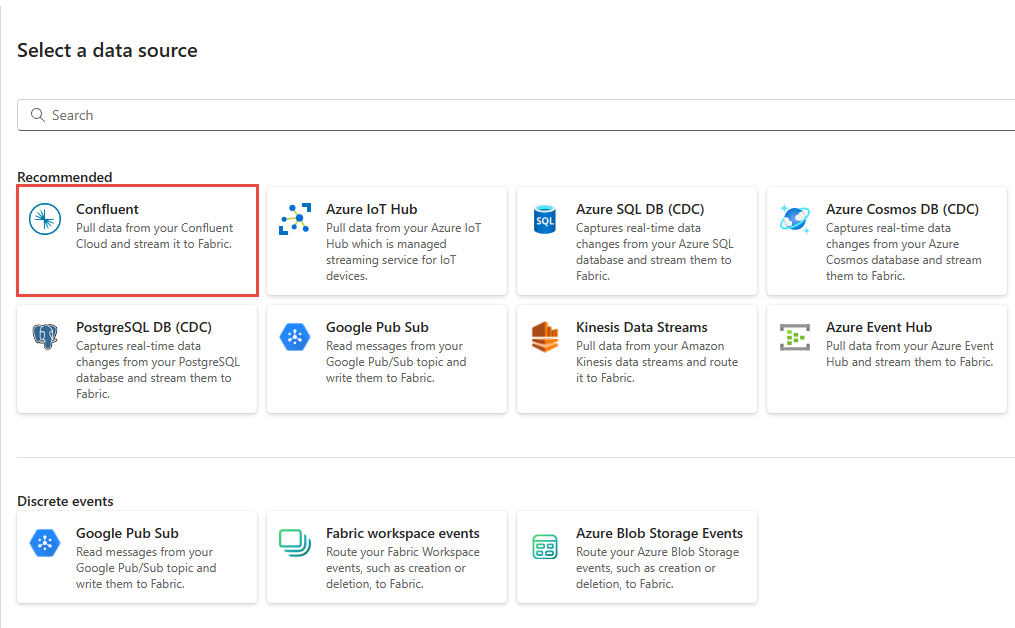 Select a data source
Search
Recommended
Confluent
Pull data from your Confluent
Cloud and stream it to Fabric.
Azure IoT Hub
Pull data from your Azure IoT
Hub which is managed
streaming service for IoT
devices.
SQL
Azure SQL DB (CDC)
Captures real-time data
changes from your Azure SQL
database and stream them to
Fabric.
Azure Cosmos DB (CDC)
Captures real-time data
changes from your Azure
Cosmos database and stream
them to Fabric.
PostgreSQL DB (CDC)
Captures real-time data
changes from your PostgreSQL
database and stream them to
Fabric.
Google Pub Sub
Read messages from your
Google Pub/Sub topic and
write them to Fabric.
Kinesis Data Streams
Pull data from your Amazon
Kinesis data streams and route
it to Fabric.
Azure Event Hub
Pull data from your Azure Event
Hub and stream them to Fabric.
Discrete events
Google Pub Sub
Read messages from your
Google Pub/Sub topic and
write them to Fabric.
Fabric workspace events
Route your Fabric Workspace
events, such as creation or
deletion, to Fabric.
Azure Blob Storage Events
Route your Azure Blob Storage
events, such as creation or
deletion, to Fabric.